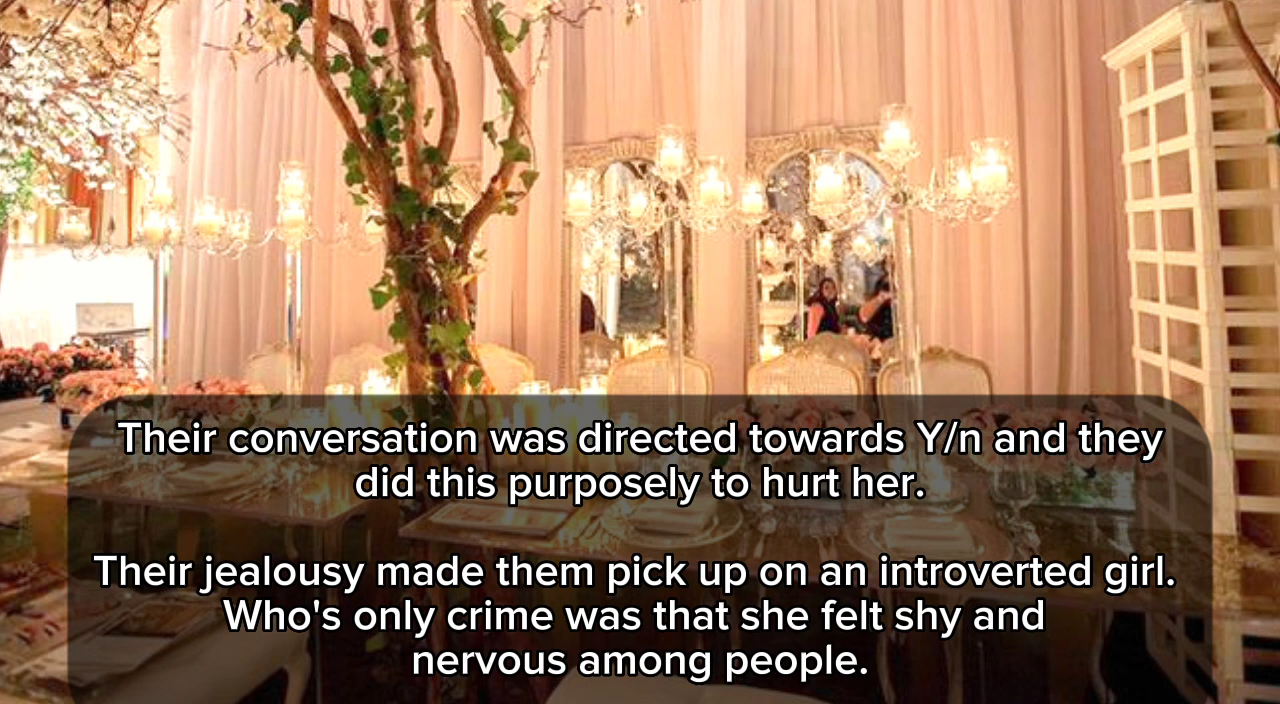 Their conversation was directed towards Y/n and they
did this purposely to hurt her.
Their jealousy made them pick up on an introverted girl.
Who's only crime was that she felt shy and
nervous among people.